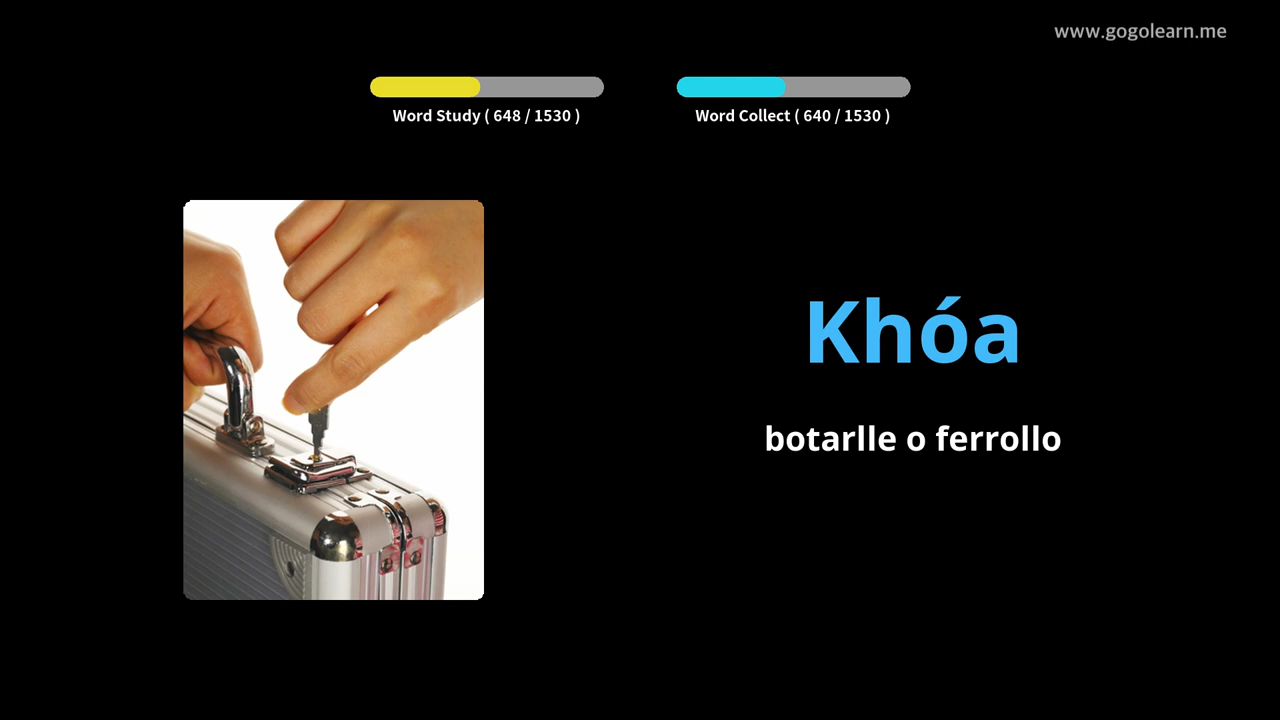 www.gogolearn.me
Word Study ( 648 / 1530 )
Word Collect ( 640 / 1530 )
Khóa
botarlle o ferrollo